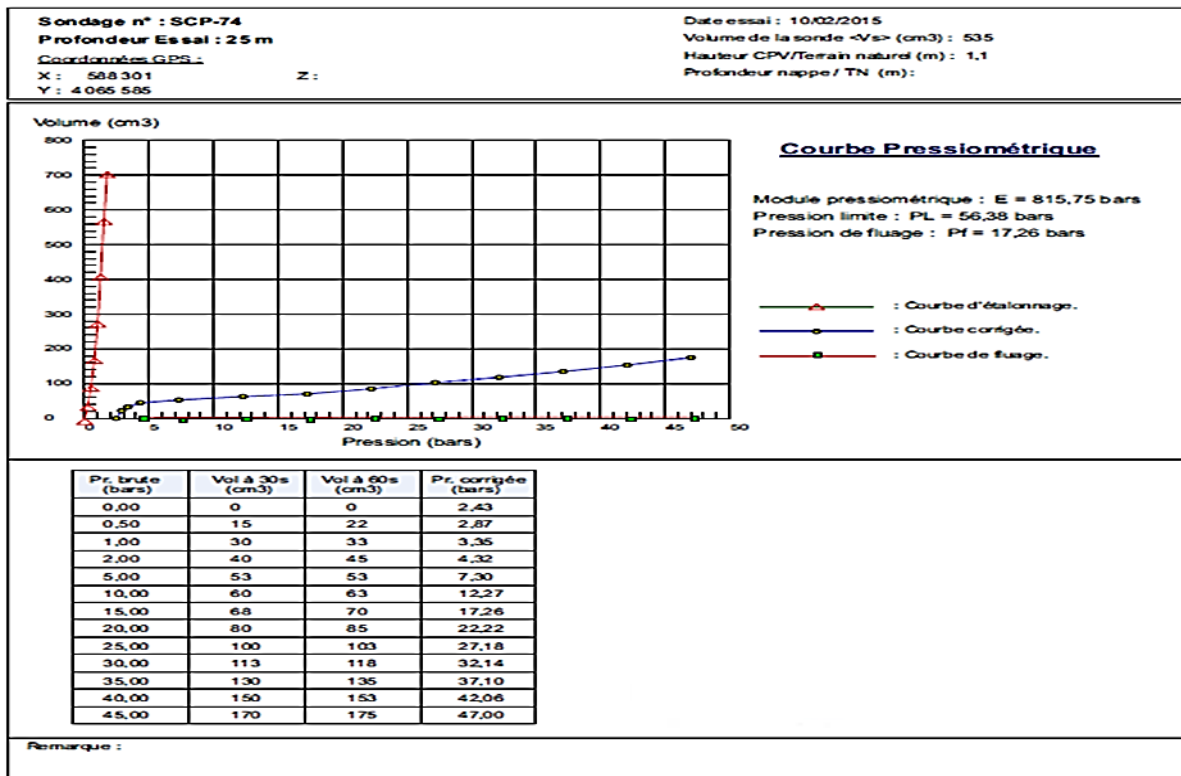 Sondage n° : SCP-74
Profondeur Essai : 25 m
Coordonnées GPS :
X : 588 301 Z :
Y : 4 065 585
Date essai : 10/02/2015
Volume de la sonde <Vs> (cm3) : 535
Hauteur CPV/Terrain naturel (m) : 1,1
Profondeur nappe / TN (m) :
Volume (cm3)
800
700
600
500
400
300
200
100
0
0 5 10 15 20 25 30 35 40 45 50
Pression (bars)
Courbe Pressiométrique
Module pressiométrique : E = 815,75 bars
Pression limite : PL = 56,38 bars
Pression de fluage : Pf = 17,26 bars
: Courbe d'étalonnage.
: Courbe corrigée.
: Courbe de fluage.
Pr. brute (bars) Vol à 30s (cm3) Vol à 60s (cm3) Pr. corrigée (bars)
0,00 0 0 2,43
0,50 15 22 2,87
1,00 30 33 3,35
2,00 40 45 4,32
5,00 53 53 7,30
10,00 60 63 12,27
15,00 68 70 17,26
20,00 80 85 22,22
25,00 100 103 27,18
30,00 113 118 32,14
35,00 130 135 37,10
40,00 150 153 42,06
45,00 170 175 47,00
Remarque :